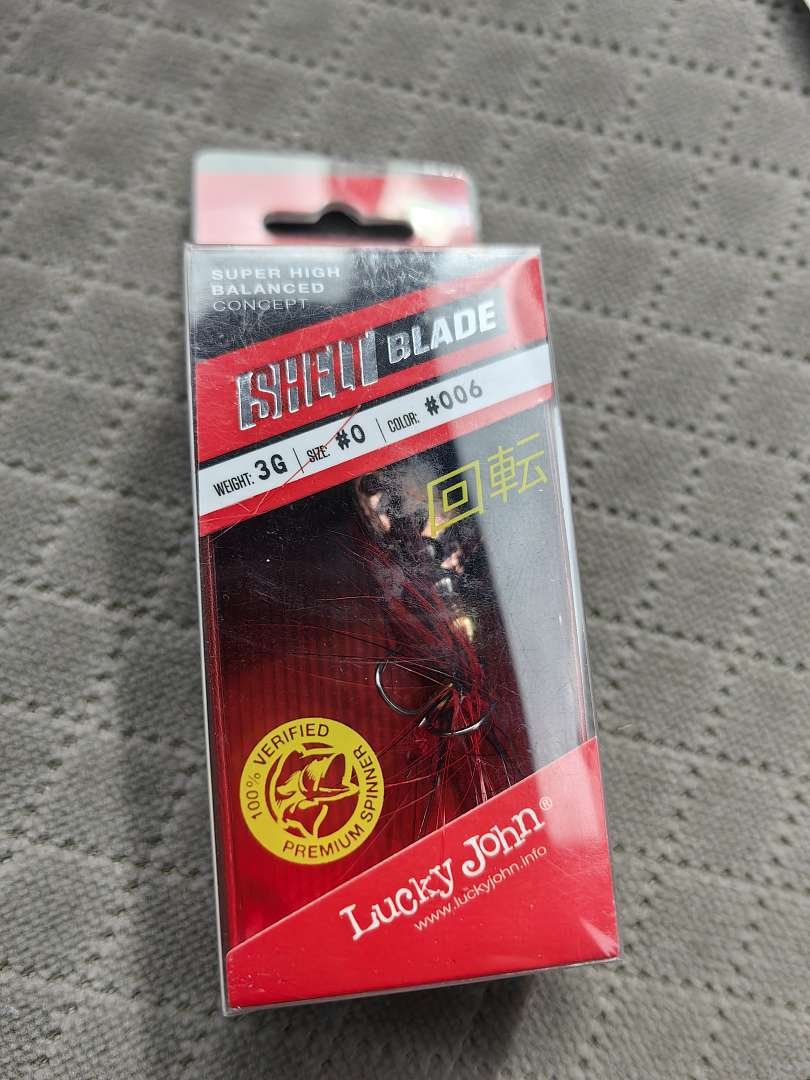 SUPER HIGH
BALANCED
CONCEPT
SHELT BLADE
WEIGHT: 3G | SIZE: #0 | COLOR: #006
回転
100% VERIFIED
PREMIUM SPINNER
Lucky John®
www.luckyjohn.info